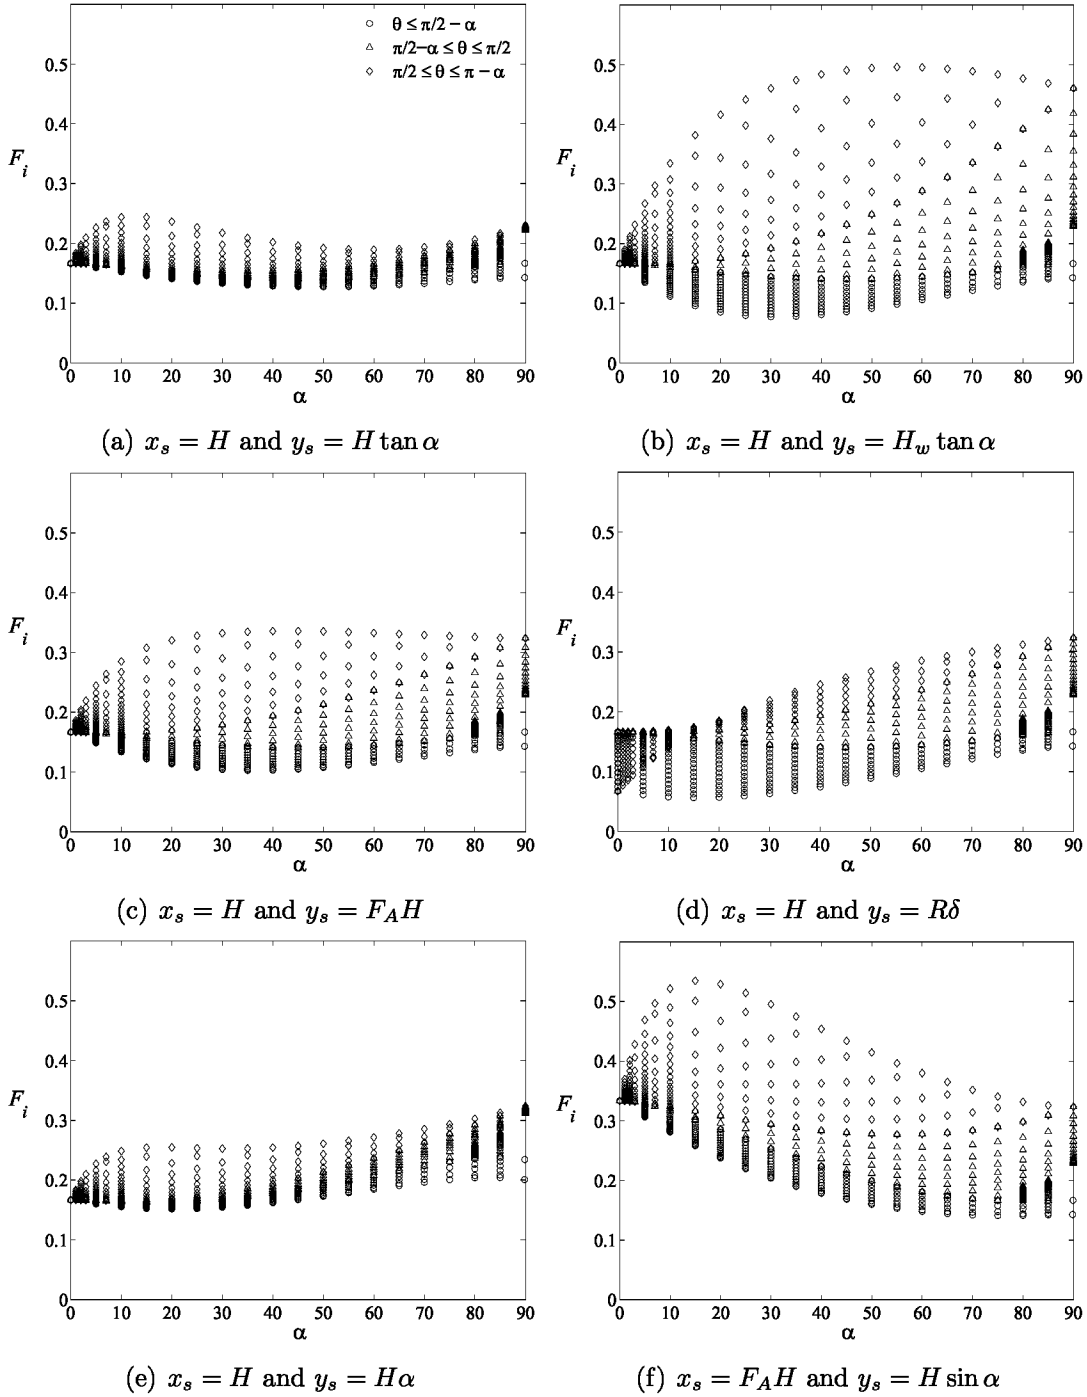 θ ≤ π/2 − α
π/2−α ≤ θ ≤ π/2
π/2 ≤ θ ≤ π − α
0.5
0.4
0.3
0.2
0.1
0
F_i
0 10 20 30 40 50 60 70 80 90
α
(a) x_s = H and y_s = H tan α
0.5
0.4
0.3
0.2
0.1
0
F_i
0 10 20 30 40 50 60 70 80 90
α
(b) x_s = H and y_s = H_w tan α
0.5
0.4
0.3
0.2
0.1
0
F_i
0 10 20 30 40 50 60 70 80 90
α
(c) x_s = H and y_s = F_A H
0.5
0.4
0.3
0.2
0.1
0
F_i
0 10 20 30 40 50 60 70 80 90
α
(d) x_s = H and y_s = Rδ
0.5
0.4
0.3
0.2
0.1
0
F_i
0 10 20 30 40 50 60 70 80 90
α
(e) x_s = H and y_s = Hα
0.5
0.4
0.3
0.2
0.1
0
F_i
0 10 20 30 40 50 60 70 80 90
α
(f) x_s = F_A H and y_s = H sin α